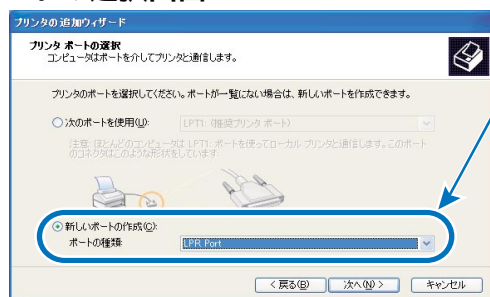 プリンタの追加ウィザード
プリンタ ポートの選択
コンピュータはポートを介してプリンタと通信します。
プリンタのポートを選択してください。ポートが一覧にない場合は、新しいポートを作成できます。
次のポートを使用(U): LPT1: (推奨プリンタ ポート)
注意: ほとんどのコンピュータは LPT1: ポートを使ってローカル プリンタと通信します。このポート
のコネクタはこのような形状をしています:
新しいポートの作成(C):
ポートの種類: LPR Port
< 戻る(B) 次へ(N) > キャンセル